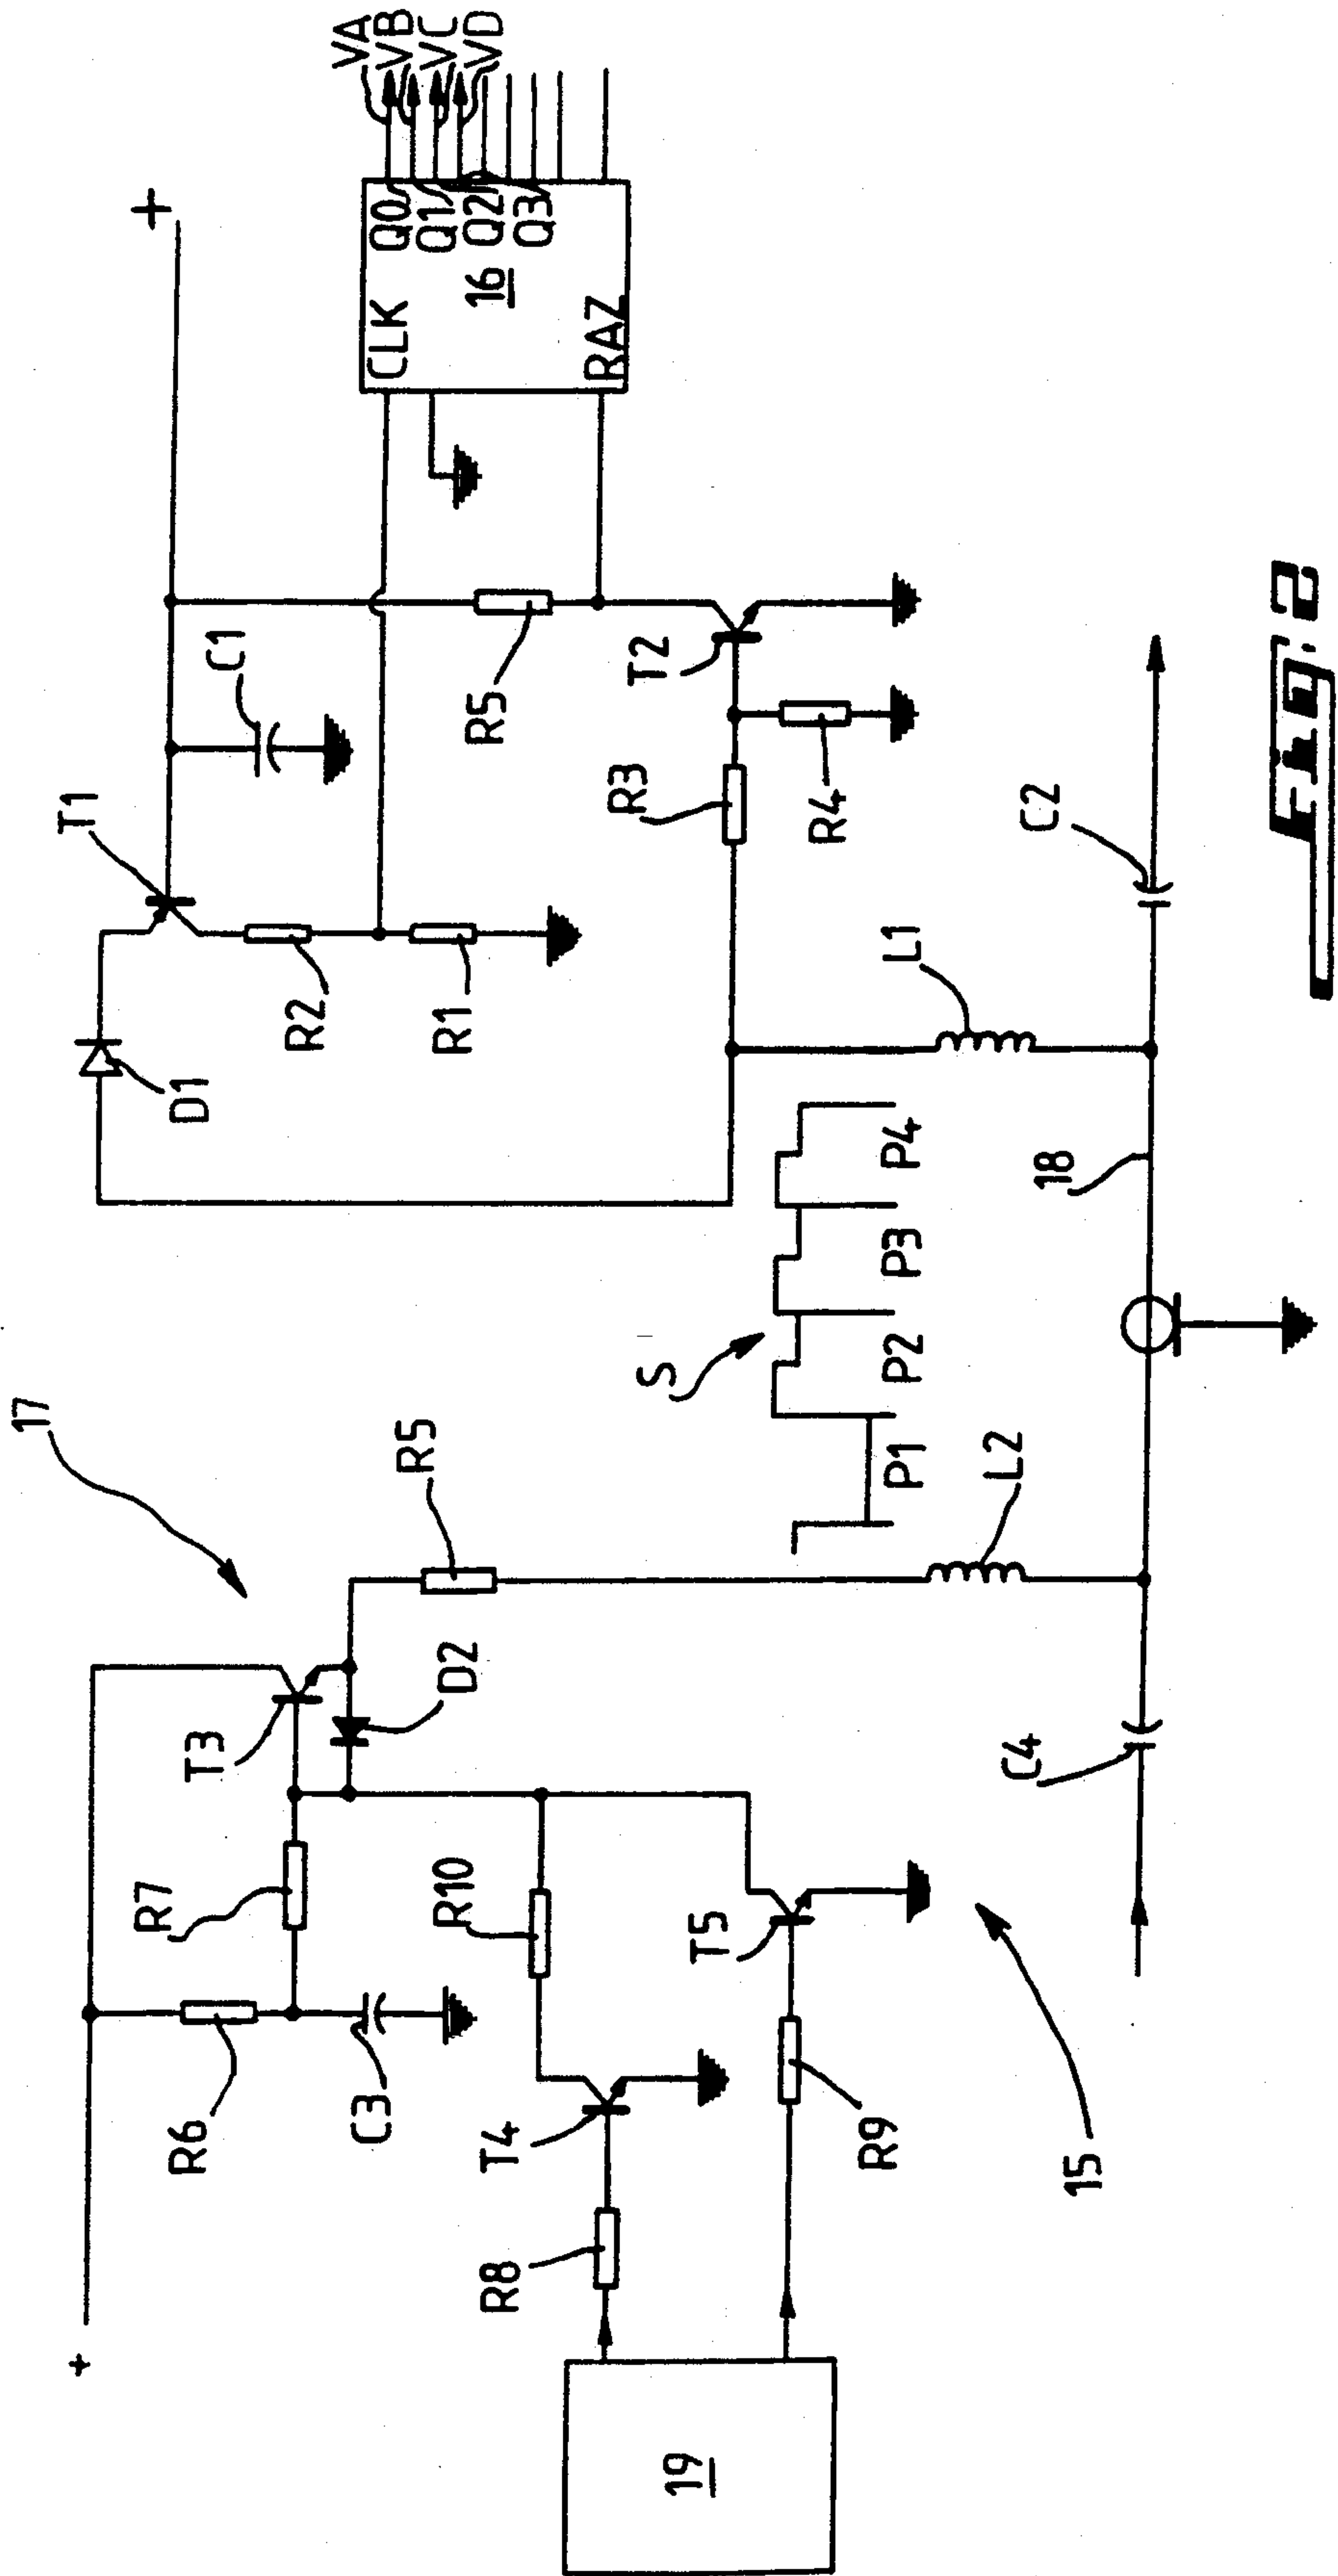 17
+
R6
C3
R7
T3
D2
R5
R10
T4
R8
T5
R9
19
15
C4
L2
S
P1
P2
P3
P4
18
D1
T1
R2
R1
C1
R5
R3
R4
T2
L1
C2
+
CLK
RAZ
16
Q0
Q1
Q2
Q3
VA
VB
VC
VD
Fig. 2